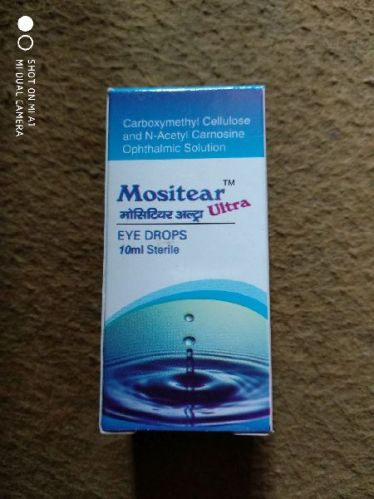 SHOT ON MI A1
MI DUAL CAMERA
Carboxymethyl Cellulose
and N-Acetyl Carnosine
Ophthalmic Solution
Mositear™
मोसिटियर अल्ट्रा Ultra
EYE DROPS
10ml Sterile